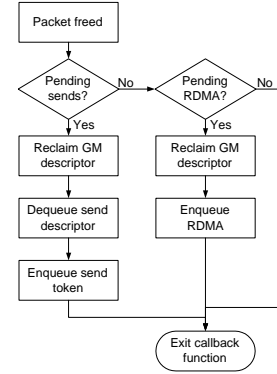 Packet freed
Pending
sends?
No
Pending
RDMA?
No
Yes
Yes
Reclaim GM
descriptor
Reclaim GM
descriptor
Dequeue send
descriptor
Enqueue
RDMA
Enqueue send
token
Exit callback
function